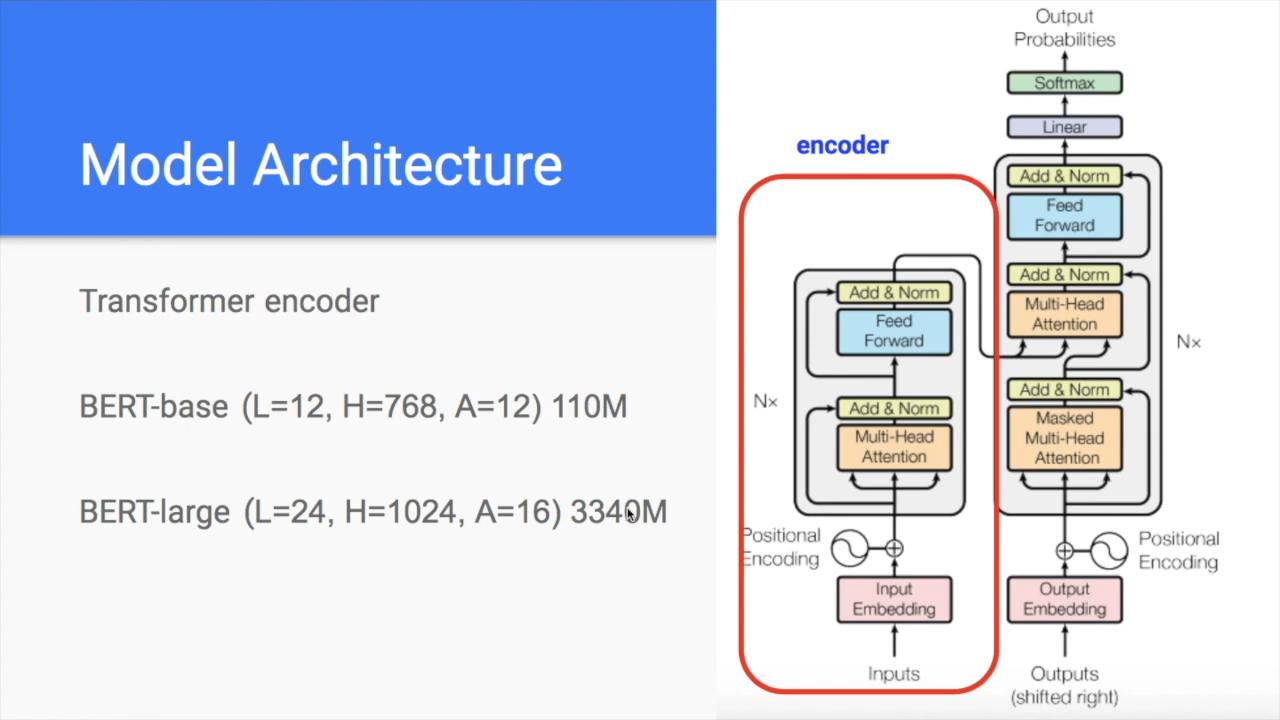 Model Architecture
Transformer encoder
BERT-base (L=12, H=768, A=12) 110M
BERT-large (L=24, H=1024, A=16) 3340M
encoder
Output
Probabilities
Softmax
Linear
Add & Norm
Feed
Forward
Add & Norm
Multi-Head
Attention
Add & Norm
Masked
Multi-Head
Attention
Nx
Positional
Encoding
Output
Embedding
Outputs
(shifted right)
Add & Norm
Feed
Forward
Add & Norm
Multi-Head
Attention
Nx
Positional
Encoding
Input
Embedding
Inputs